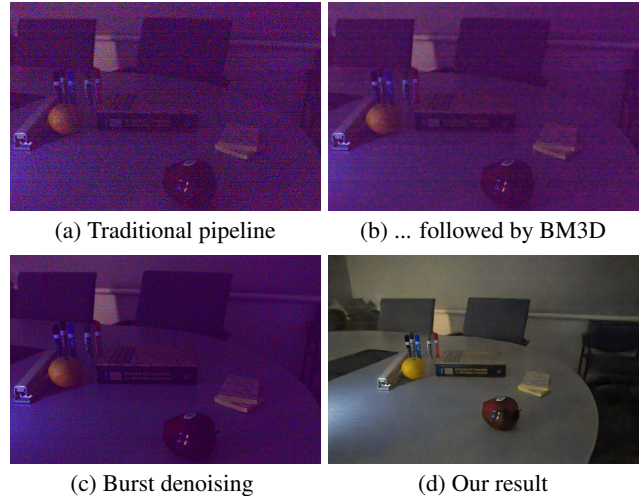 (a) Traditional pipeline
(b) ... followed by BM3D
(c) Burst denoising
(d) Our result